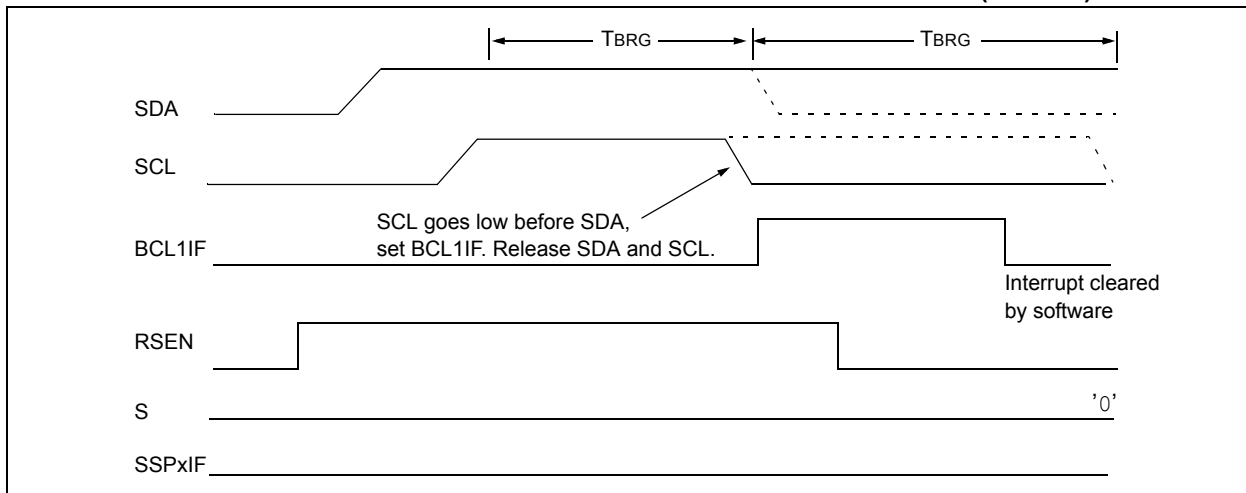 TBRG TBRG
SDA
SCL
SCL goes low before SDA,
set BCL1IF. Release SDA and SCL.
BCL1IF
Interrupt cleared
by software
RSEN
S
'0'
SSPxIF